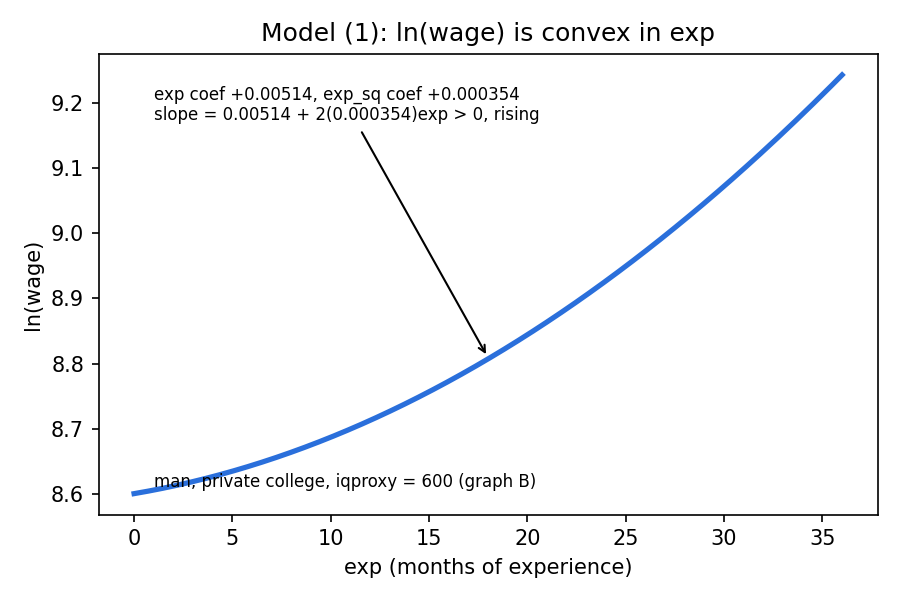 Model (1): ln(wage) is convex in exp
exp coef +0.00514, exp_sq coef +0.000354
slope = 0.00514 + 2(0.000354)exp > 0, rising
ln(wage)
9.2
9.1
9.0
8.9
8.8
8.7
8.6
man, private college, iqproxy = 600 (graph B)
0 5 10 15 20 25 30 35
exp (months of experience)